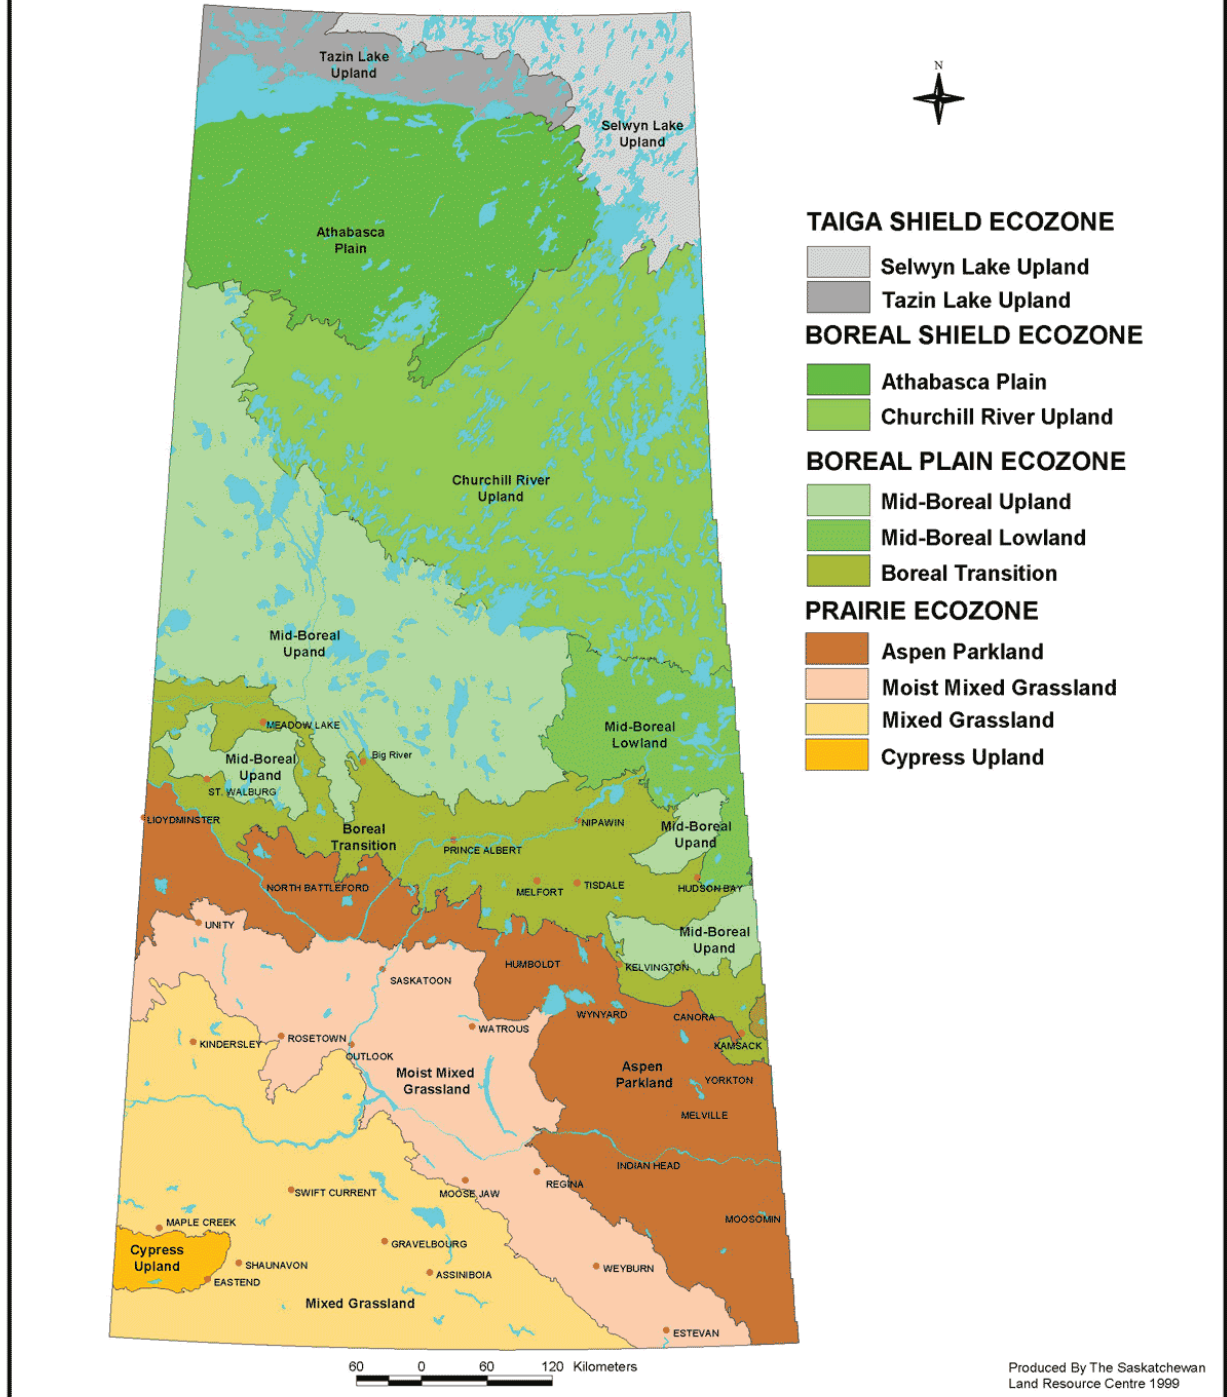 Tazin Lake
Upland
N
Selwyn Lake
Upland
Athabasca
Plain
TAIGA SHIELD ECOZONE
Selwyn Lake Upland
Tazin Lake Upland
BOREAL SHIELD ECOZONE
Athabasca Plain
Churchill River Upland
BOREAL PLAIN ECOZONE
Mid-Boreal Upland
Mid-Boreal Lowland
Boreal Transition
PRAIRIE ECOZONE
Aspen Parkland
Moist Mixed Grassland
Mixed Grassland
Cypress Upland
Churchill River
Upland
Mid-Boreal
Upand
MEADOW LAKE
Mid-Boreal
Lowland
Big River
Mid-Boreal
Upand
ST. WALBURG
LlOYDMINSTER
Boreal
Transition
NIPAWIN
Mid-Boreal
Upand
PRINCE ALBERT
NORTH BATTLEFORD
MELFORT
TISDALE
HUDSON BAY
UNITY
Mid-Boreal
Upand
HUMBOLDT
KELVINGTON
SASKATOON
WYNYARD
CANORA
WATROUS
ROSETOWN
KINDERSLEY
KAMSACK
OUTLOOK
Moist Mixed
Grassland
Aspen
Parkland
YORKTON
MELVILLE
INDIAN HEAD
REGINA
SWIFT CURRENT
MOOSE JAW
MOOSOMIN
MAPLE CREEK
GRAVELBOURG
Cypress
Upland
SHAUNAVON
WEYBURN
ASSINIBOIA
EASTEND
Mixed Grassland
ESTEVAN
60 0 60 120 Kilometers
Produced By The Saskatchewan
Land Resource Centre 1999